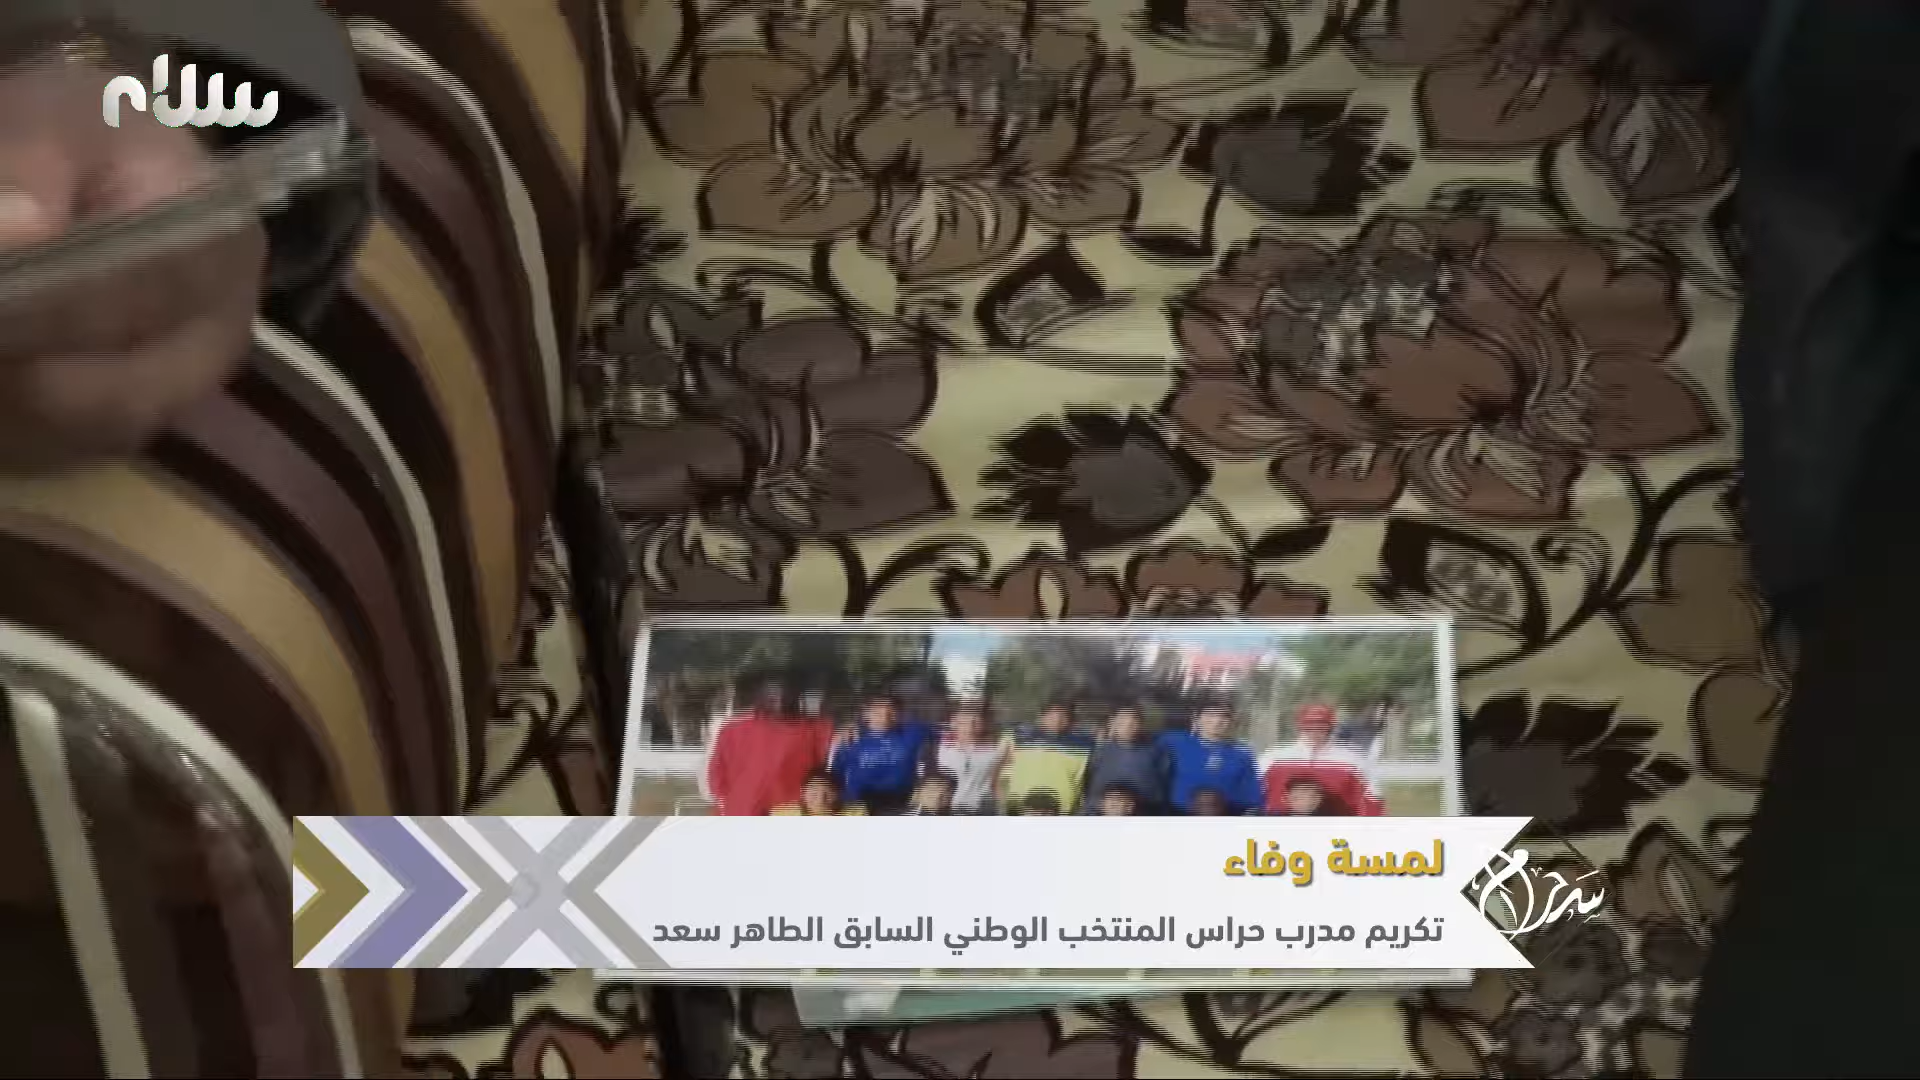 سلام
لمسة وفاء
تكريم مدرب حراس المنتخب الوطني السابق الطاهر سعد